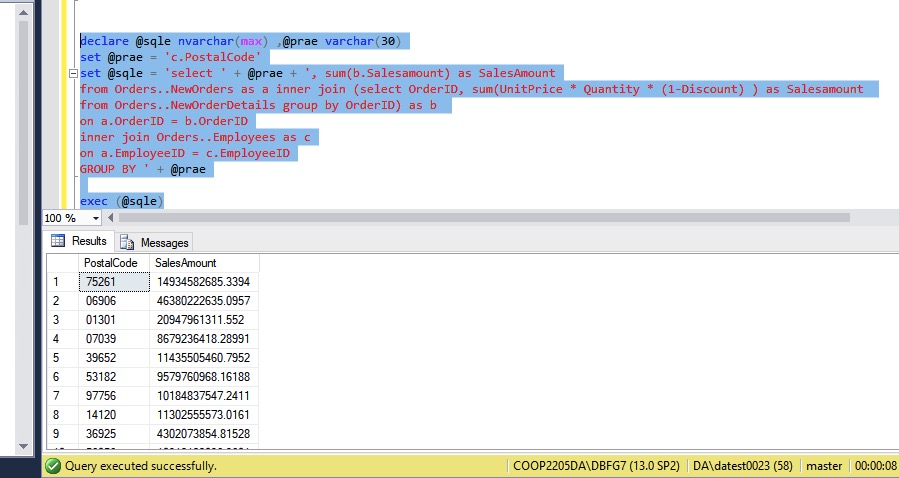 declare @sqle nvarchar(max) ,@prae varchar(30)
set @prae = 'c.PostalCode'
set @sqle = 'select ' + @prae + ', sum(b.Salesamount) as SalesAmount
from Orders..NewOrders as a inner join (select OrderID, sum(UnitPrice * Quantity * (1-Discount) ) as Salesamount
from Orders..NewOrderDetails group by OrderID) as b
on a.OrderID = b.OrderID
inner join Orders..Employees as c
on a.EmployeeID = c.EmployeeID
GROUP BY ' + @prae
exec (@sqle)
100 %
Results Messages
PostalCode SalesAmount
1 75261 14934582685.3394
2 06906 46380222635.0957
3 01301 20947961311.552
4 07039 8679236418.28991
5 39652 11435505460.7952
6 53182 9579760968.16188
7 97756 10184837547.2411
8 14120 11302555573.0161
9 36925 4302073854.81528
Query executed successfully. COOP2205DA\DBFG7 (13.0 SP2) DA\datest0023 (58) master 00:00:08